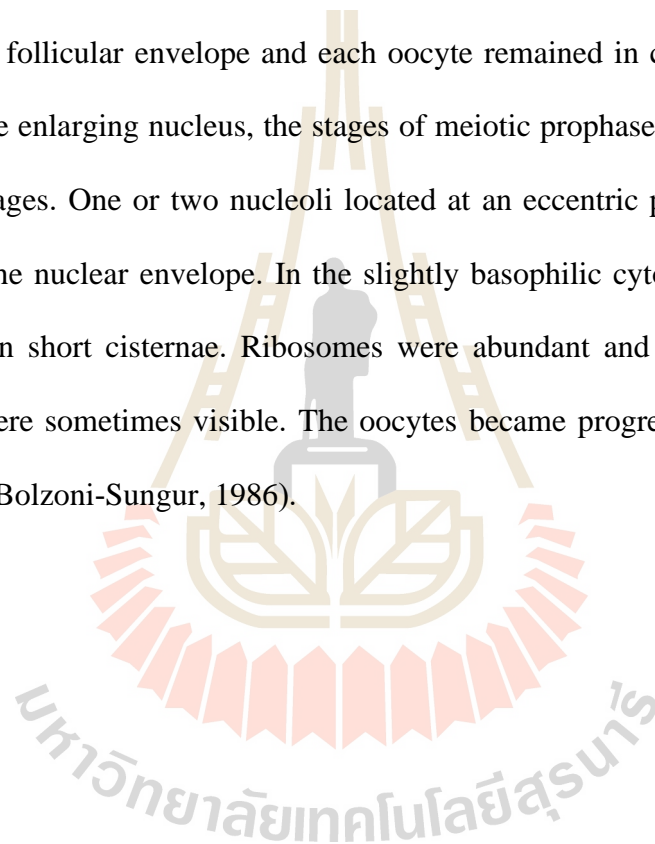 follicular envelope and each oocyte remained in
e enlarging nucleus, the stages of meiotic prophase
ages. One or two nucleoli located at an eccentric
ne nuclear envelope. In the slightly basophilic
n short cisternae. Ribosomes were abundant and
ere sometimes visible. The oocytes became
Bolzoni-Sungur, 1986).
มหาวิทยาลัยเทคโนโลยีสุรนารี